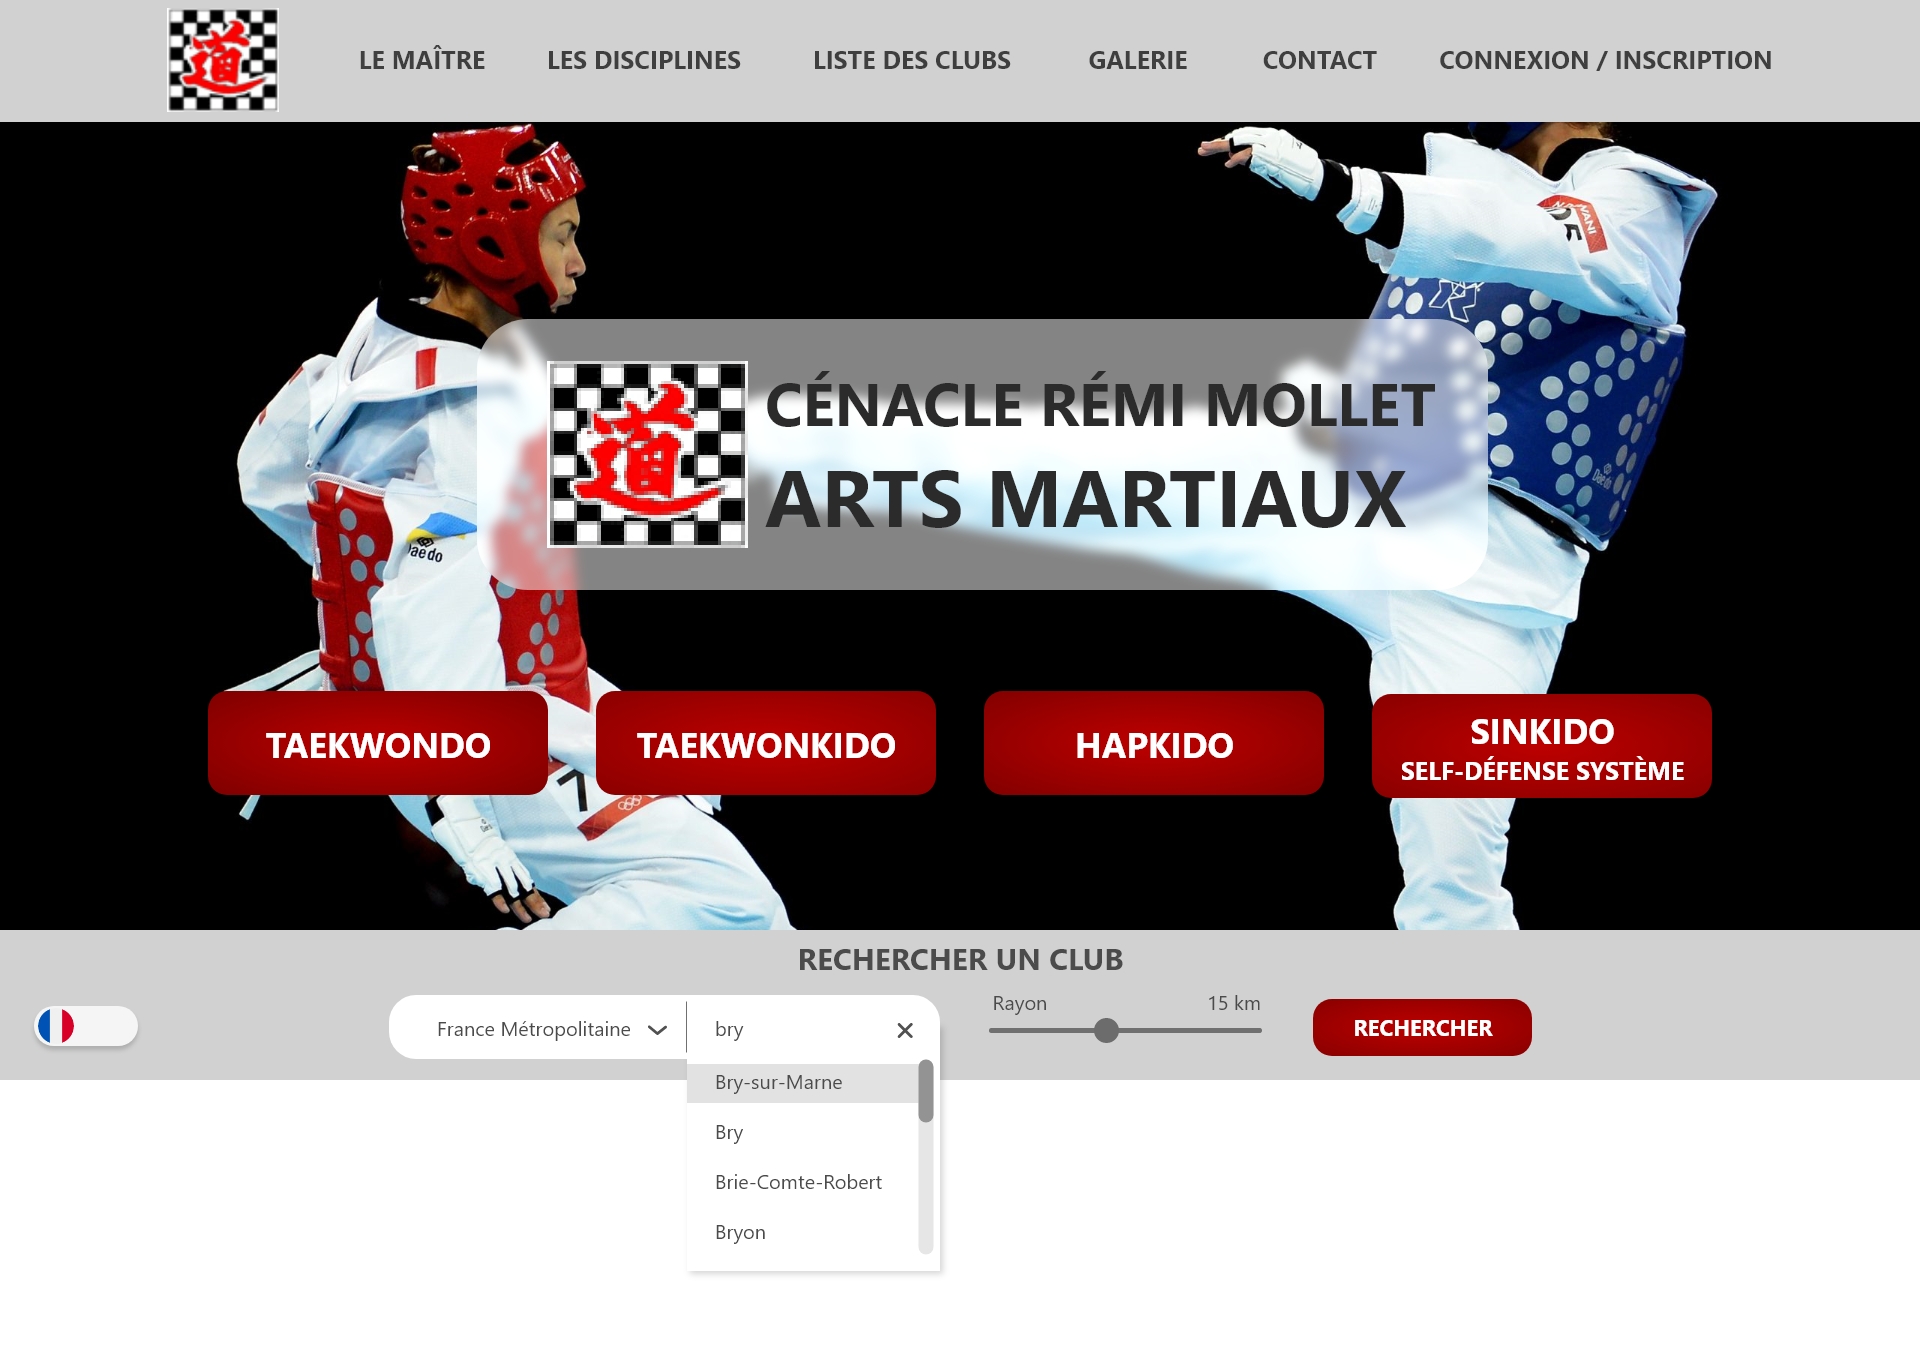 LE MAÎTRE LES DISCIPLINES LISTE DES CLUBS GALERIE CONTACT CONNEXION / INSCRIPTION
道
道
CÉNACLE RÉMI MOLLET
ARTS MARTIAUX
Daedo
TAEKWONDO
TAEKWONKIDO
HAPKIDO
SINKIDO
SELF-DÉFENSE SYSTÈME
RECHERCHER UN CLUB
France Métropolitaine
bry
Rayon 15 km
RECHERCHER
Bry-sur-Marne
Bry
Brie-Comte-Robert
Bryon